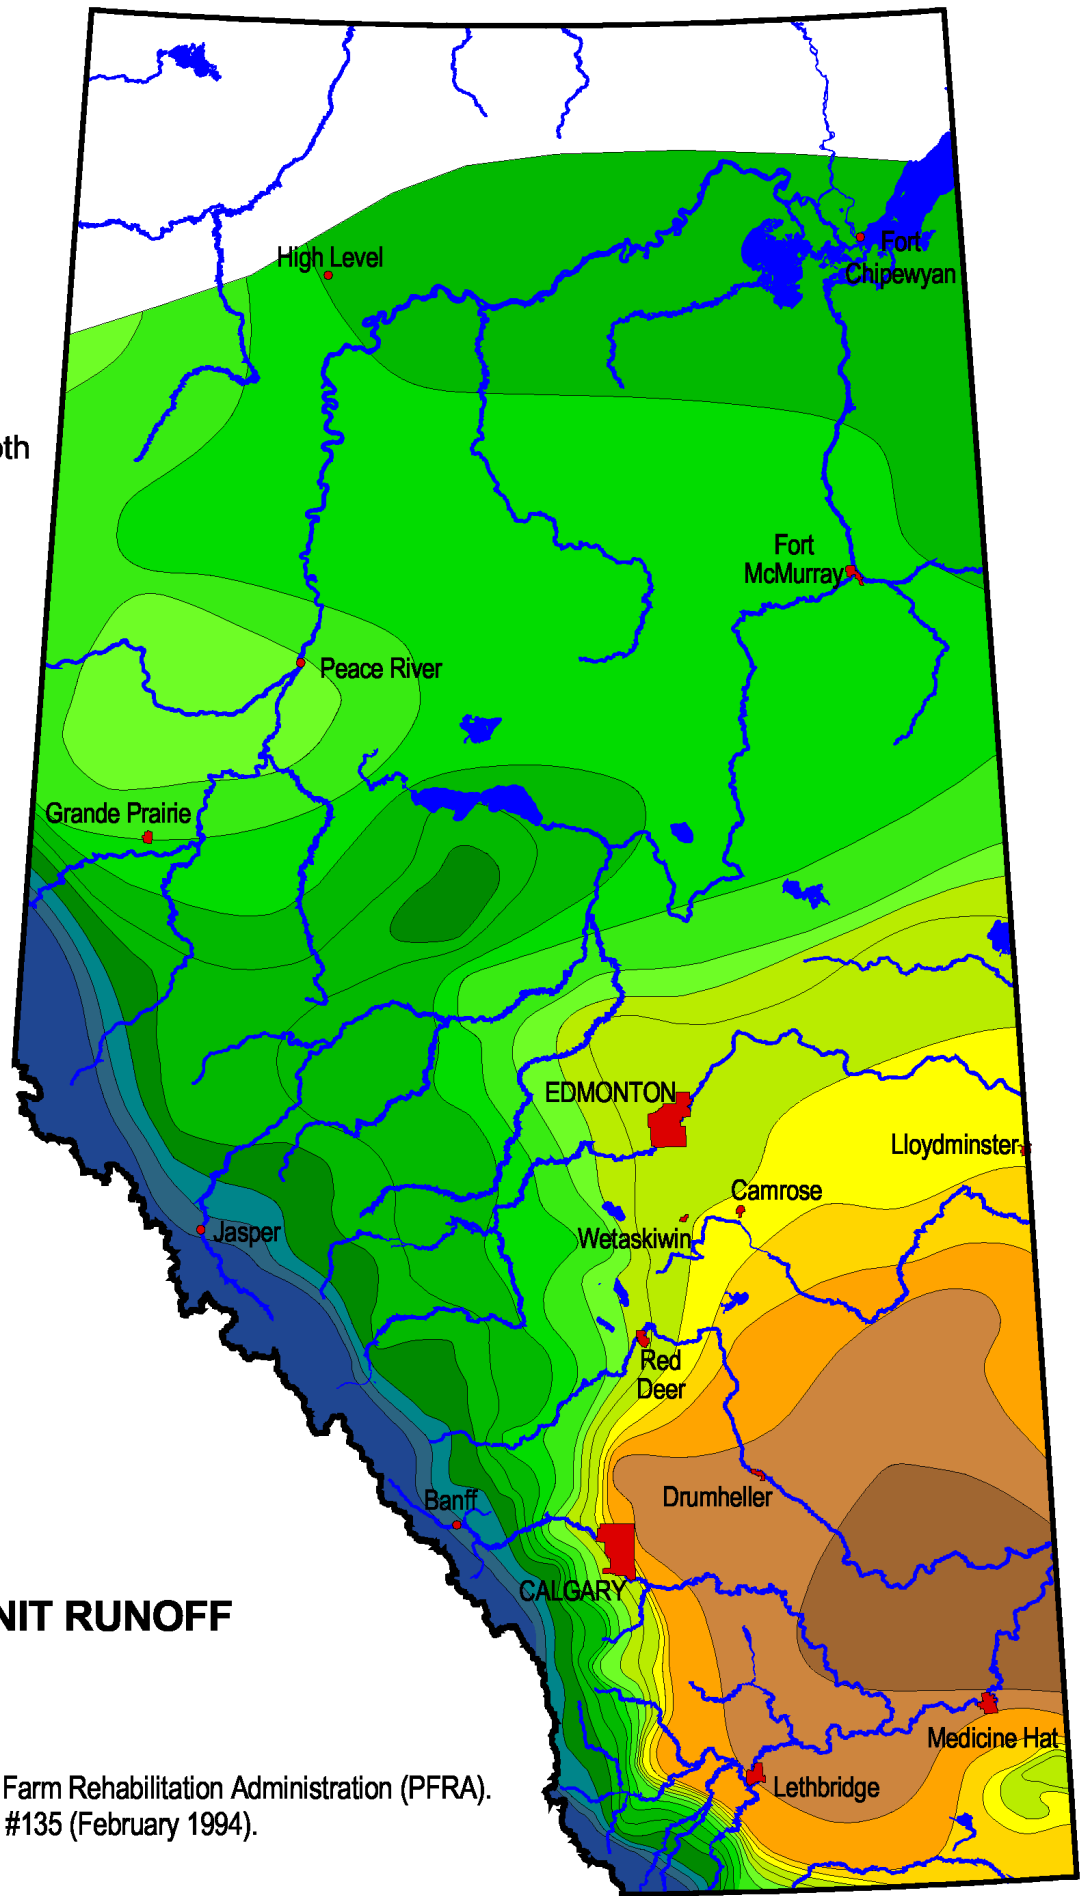 High Level
Fort
Chipewyan
pth
Fort
McMurray
Peace River
Grande Prairie
EDMONTON
Lloydminster
Camrose
Wetaskiwin
Jasper
Red
Deer
Drumheller
Banff
CALGARY
NIT RUNOFF
Medicine Hat
Farm Rehabilitation Administration (PFRA).
Lethbridge
#135 (February 1994).